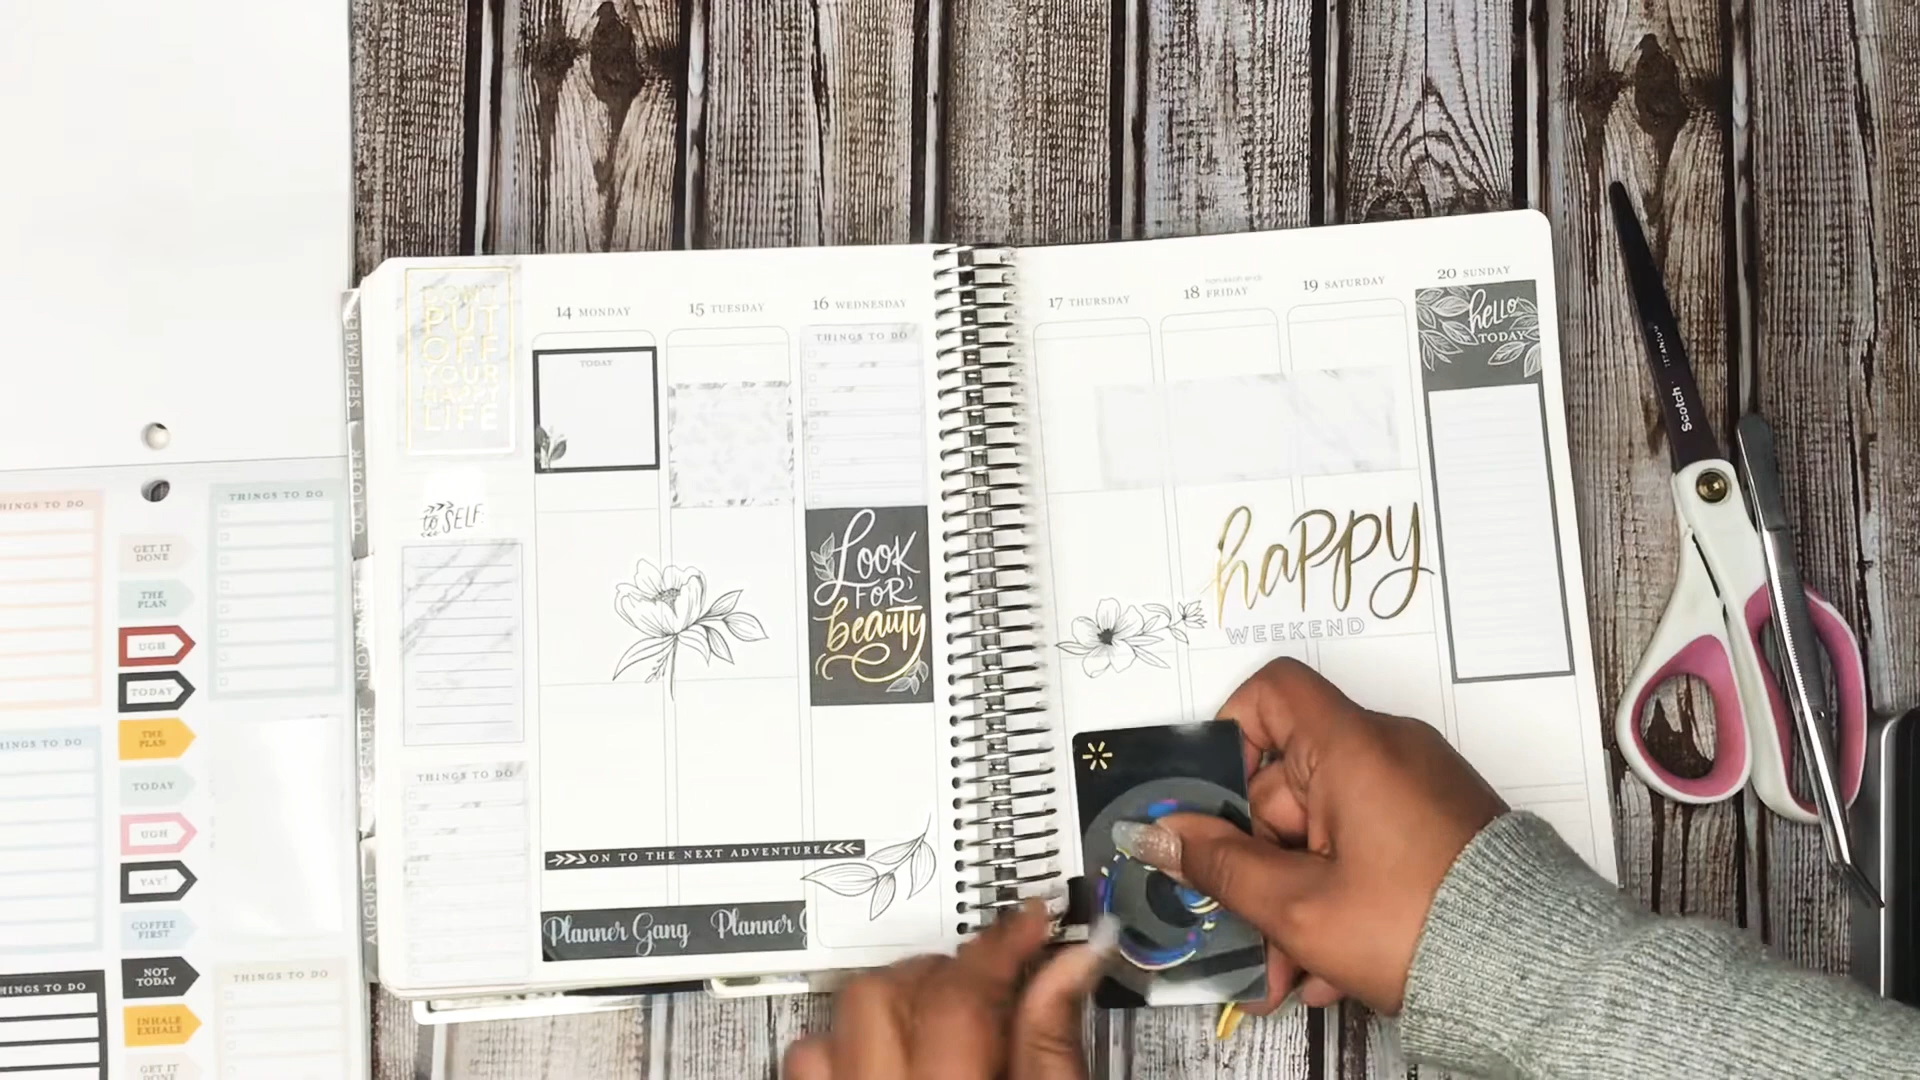 THINGS TO DO
THINGS TO DO
GET IT
DONE
THE
PLAN
UGH
TODAY
THE
PLAN
THINGS TO DO
TODAY
UGH
YAY!
COFFEE
FIRST
NOT
TODAY
THINGS TO DO
THINGS TO DO
INHALE
EXHALE
GET IT
DONE
SEPTEMBER
OCTOBER
NOVEMBER
DECEMBER
AUGUST
DON'T
PUT
OFF
YOUR
HAPPY
LIFE
to SELF
THINGS TO DO
14 MONDAY
TODAY
15 TUESDAY
16 WEDNESDAY
THINGS TO DO
Look
FOR
beauty
ON TO THE NEXT ADVENTURE
Planner Gang Planner G
17 THURSDAY
18 FRIDAY
19 SATURDAY
20 SUNDAY
hello
TODAY
happy
WEEKEND
Scotch
TITANIUM